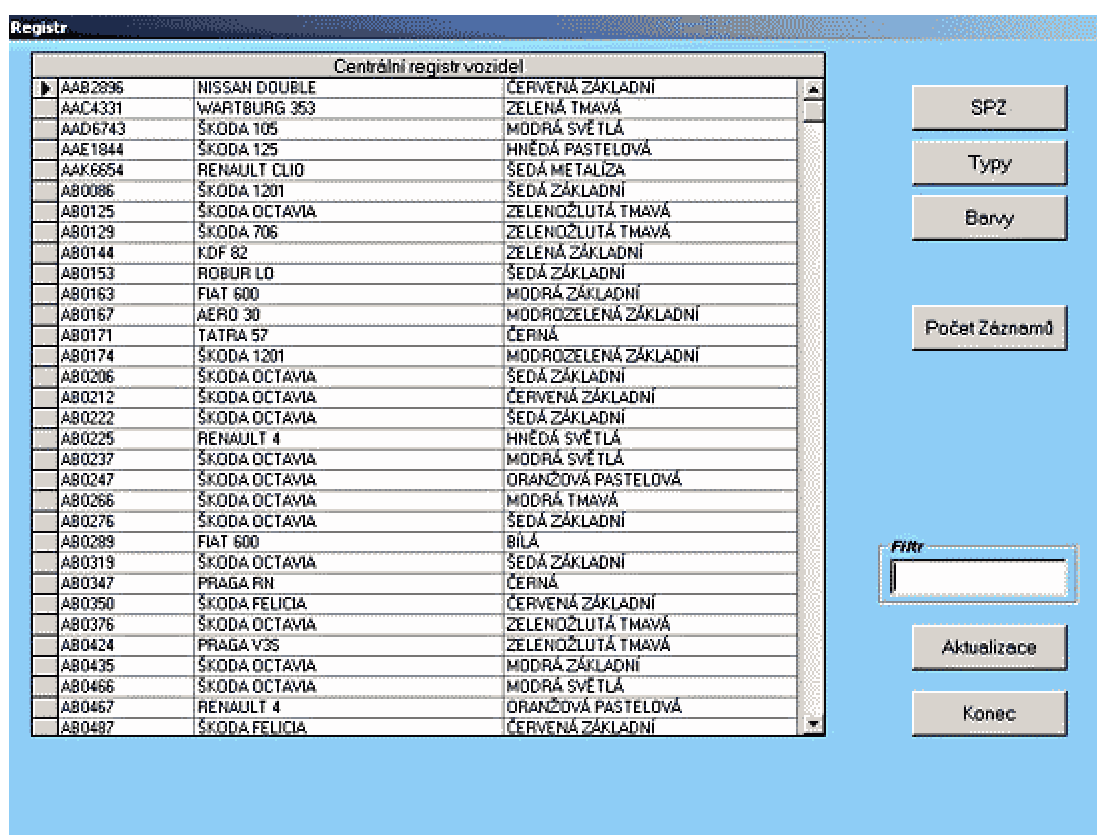 Registr
Centrální registr vozidel
AAB2896 NISSAN DOUBLE ČERVENÁ ZÁKLADNÍ
AAC4331 WARTBURG 353 ZELENÁ TMAVÁ
AAD6743 ŠKODA 105 MODRÁ SVĚTLÁ
AAE1844 ŠKODA 125 HNĚDÁ PASTELOVÁ
AAK6654 RENAULT CLIO ŠEDÁ METALÍZA
AB0086 ŠKODA 1201 ŠEDÁ ZÁKLADNÍ
AB0125 ŠKODA OCTAVIA ZELENOŽLUTÁ TMAVÁ
AB0129 ŠKODA 706 ZELENOŽLUTÁ TMAVÁ
AB0144 KDF 82 ZELENÁ ZÁKLADNÍ
AB0153 ROBUR LO ŠEDÁ ZÁKLADNÍ
AB0163 FIAT 600 MODRÁ ZÁKLADNÍ
AB0167 AERO 30 MODROZELENÁ ZÁKLADNÍ
AB0171 TATRA 57 ČERNÁ
AB0174 ŠKODA 1201 MODROZELENÁ ZÁKLADNÍ
AB0206 ŠKODA OCTAVIA ŠEDÁ ZÁKLADNÍ
AB0212 ŠKODA OCTAVIA ČERVENÁ ZÁKLADNÍ
AB0222 ŠKODA OCTAVIA ŠEDÁ ZÁKLADNÍ
AB0225 RENAULT 4 HNĚDÁ SVĚTLÁ
AB0237 ŠKODA OCTAVIA MODRÁ SVĚTLÁ
AB0247 ŠKODA OCTAVIA ORANŽOVÁ PASTELOVÁ
AB0266 ŠKODA OCTAVIA MODRÁ TMAVÁ
AB0276 ŠKODA OCTAVIA ŠEDÁ ZÁKLADNÍ
AB0289 FIAT 600 BÍLÁ
AB0319 ŠKODA OCTAVIA ŠEDÁ ZÁKLADNÍ
AB0347 PRAGA RN ČERNÁ
AB0350 ŠKODA FELICIA ČERVENÁ ZÁKLADNÍ
AB0376 ŠKODA OCTAVIA ZELENOŽLUTÁ TMAVÁ
AB0424 PRAGA V3S ZELENOŽLUTÁ TMAVÁ
AB0435 ŠKODA OCTAVIA MODRÁ ZÁKLADNÍ
AB0466 ŠKODA OCTAVIA MODRÁ SVĚTLÁ
AB0467 RENAULT 4 ORANŽOVÁ PASTELOVÁ
AB0487 ŠKODA FELICIA ČERVENÁ ZÁKLADNÍ
SPZ
Typy
Barvy
Počet Záznamů
Filtr
Aktualizace
Konec